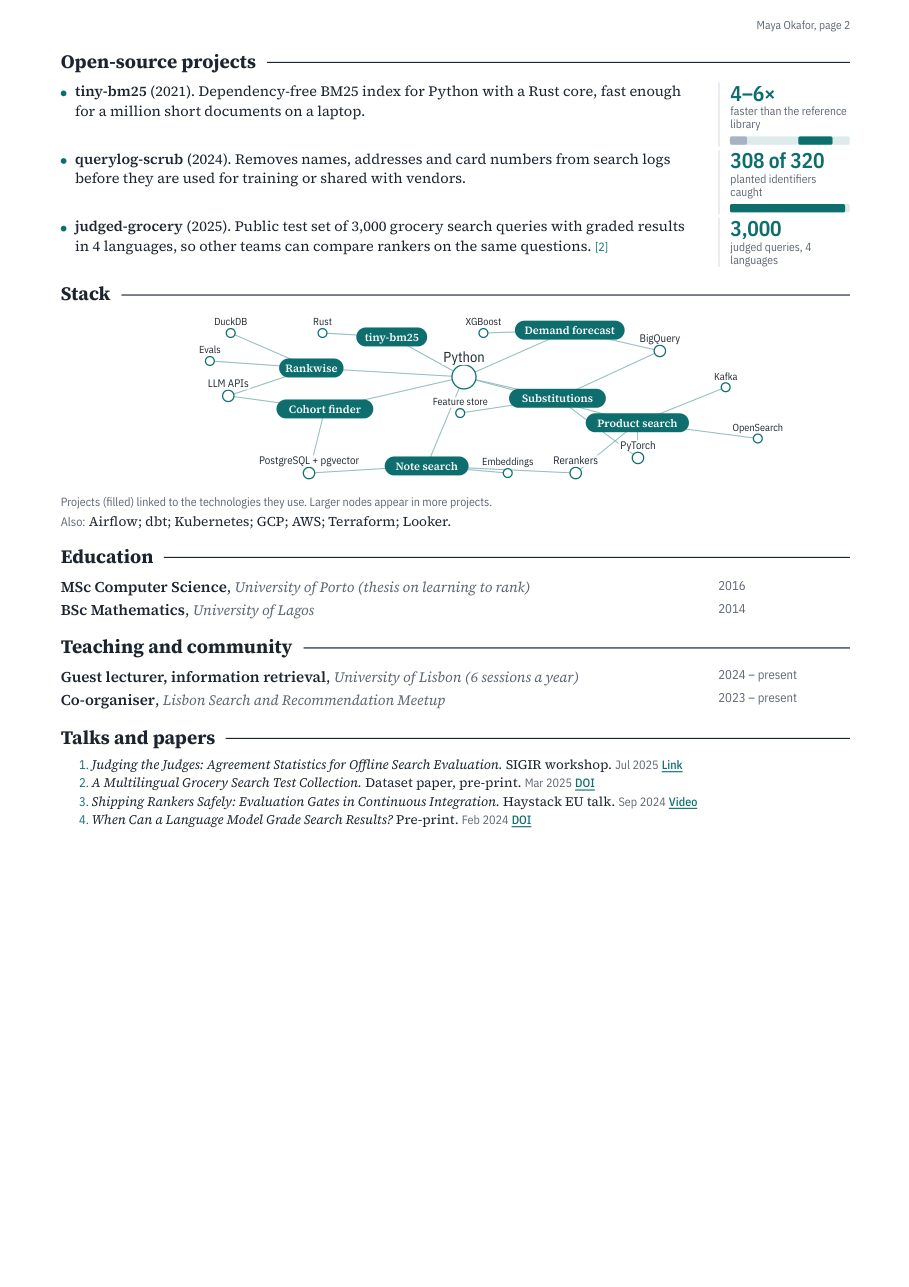 Maya Okafor, page 2
Open-source projects
tiny-bm25 (2021). Dependency-free BM25 index for Python with a Rust core, fast enough
for a million short documents on a laptop.
4–6×
faster than the reference
library
querylog-scrub (2024). Removes names, addresses and card numbers from search logs
before they are used for training or shared with vendors.
308 of 320
planted identifiers
caught
judged-grocery (2025). Public test set of 3,000 grocery search queries with graded results
in 4 languages, so other teams can compare rankers on the same questions. [2]
3,000
judged queries, 4
languages
Stack
DuckDB
Rust
tiny-bm25
XGBoost
Demand forecast
BigQuery
Evals
Rankwise
Python
LLM APIs
Cohort finder
Feature store
Substitutions
Kafka
Product search
OpenSearch
PyTorch
PostgreSQL + pgvector
Note search
Embeddings
Rerankers
Projects (filled) linked to the technologies they use. Larger nodes appear in more projects.
Also: Airflow; dbt; Kubernetes; GCP; AWS; Terraform; Looker.
Education
MSc Computer Science, University of Porto (thesis on learning to rank) 2016
BSc Mathematics, University of Lagos 2014
Teaching and community
Guest lecturer, information retrieval, University of Lisbon (6 sessions a year) 2024 – present
Co-organiser, Lisbon Search and Recommendation Meetup 2023 – present
Talks and papers
1. Judging the Judges: Agreement Statistics for Offline Search Evaluation. SIGIR workshop. Jul 2025 Link
2. A Multilingual Grocery Search Test Collection. Dataset paper, pre-print. Mar 2025 DOI
3. Shipping Rankers Safely: Evaluation Gates in Continuous Integration. Haystack EU talk. Sep 2024 Video
4. When Can a Language Model Grade Search Results? Pre-print. Feb 2024 DOI